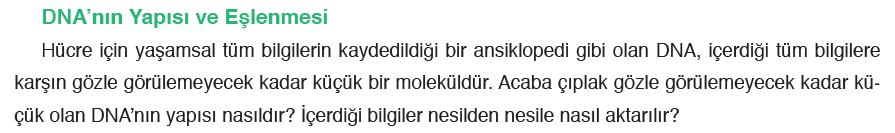 DNA’nın Yapısı ve Eşlenmesi
Hücre için yaşamsal tüm bilgilerin kaydedildiği bir ansiklopedi gibi olan DNA, içerdiği tüm bilgilere
karşın gözle görülemeyecek kadar küçük bir moleküldür. Acaba çıplak gözle görülemeyecek kadar kü-
çük olan DNA’nın yapısı nasıldır? İçerdiği bilgiler nesilden nesile nasıl aktarılır?